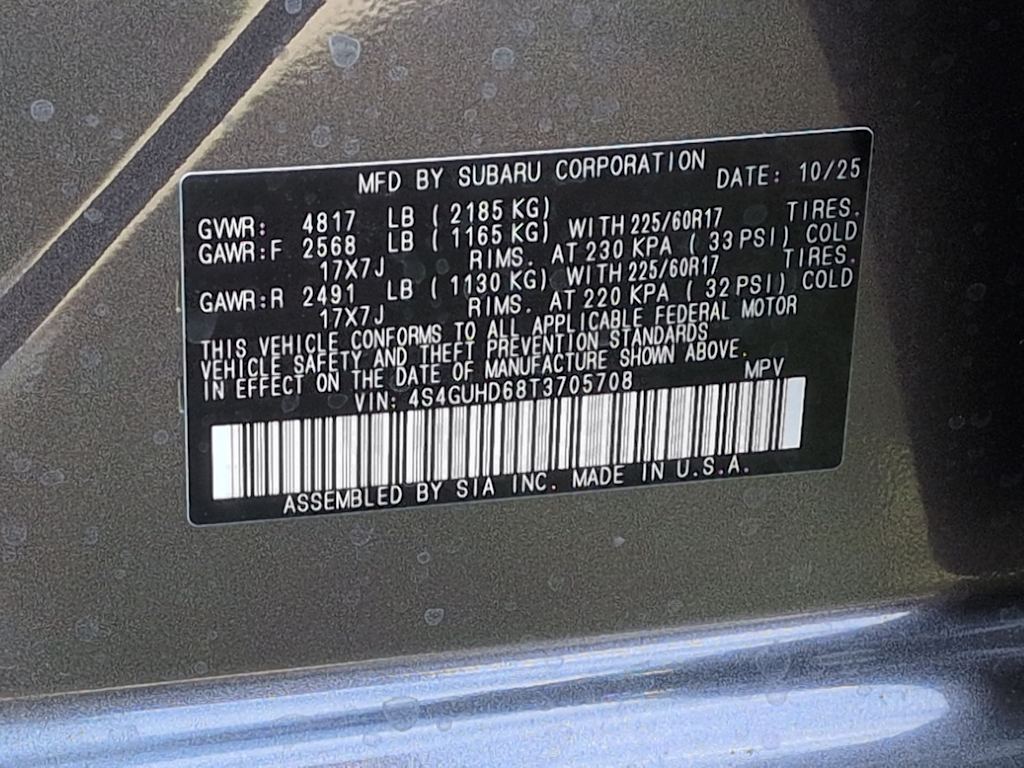 MFD BY SUBARU CORPORATION DATE: 10/25
GVWR: 4817 LB ( 2185 KG)
GAWR:F 2568 LB ( 1165 KG) WITH 225/60R17 TIRES.
17X7J RIMS. AT 230 KPA ( 33 PSI) COLD
GAWR:R 2491 LB ( 1130 KG) WITH 225/60R17 TIRES.
17X7J RIMS. AT 220 KPA ( 32 PSI) COLD
THIS VEHICLE CONFORMS TO ALL APPLICABLE FEDERAL MOTOR
VEHICLE SAFETY AND THEFT PREVENTION STANDARDS
IN EFFECT ON THE DATE OF MANUFACTURE SHOWN ABOVE.
VIN: 4S4GUHD68T3705708 MPV
ASSEMBLED BY SIA INC. MADE IN U.S.A.